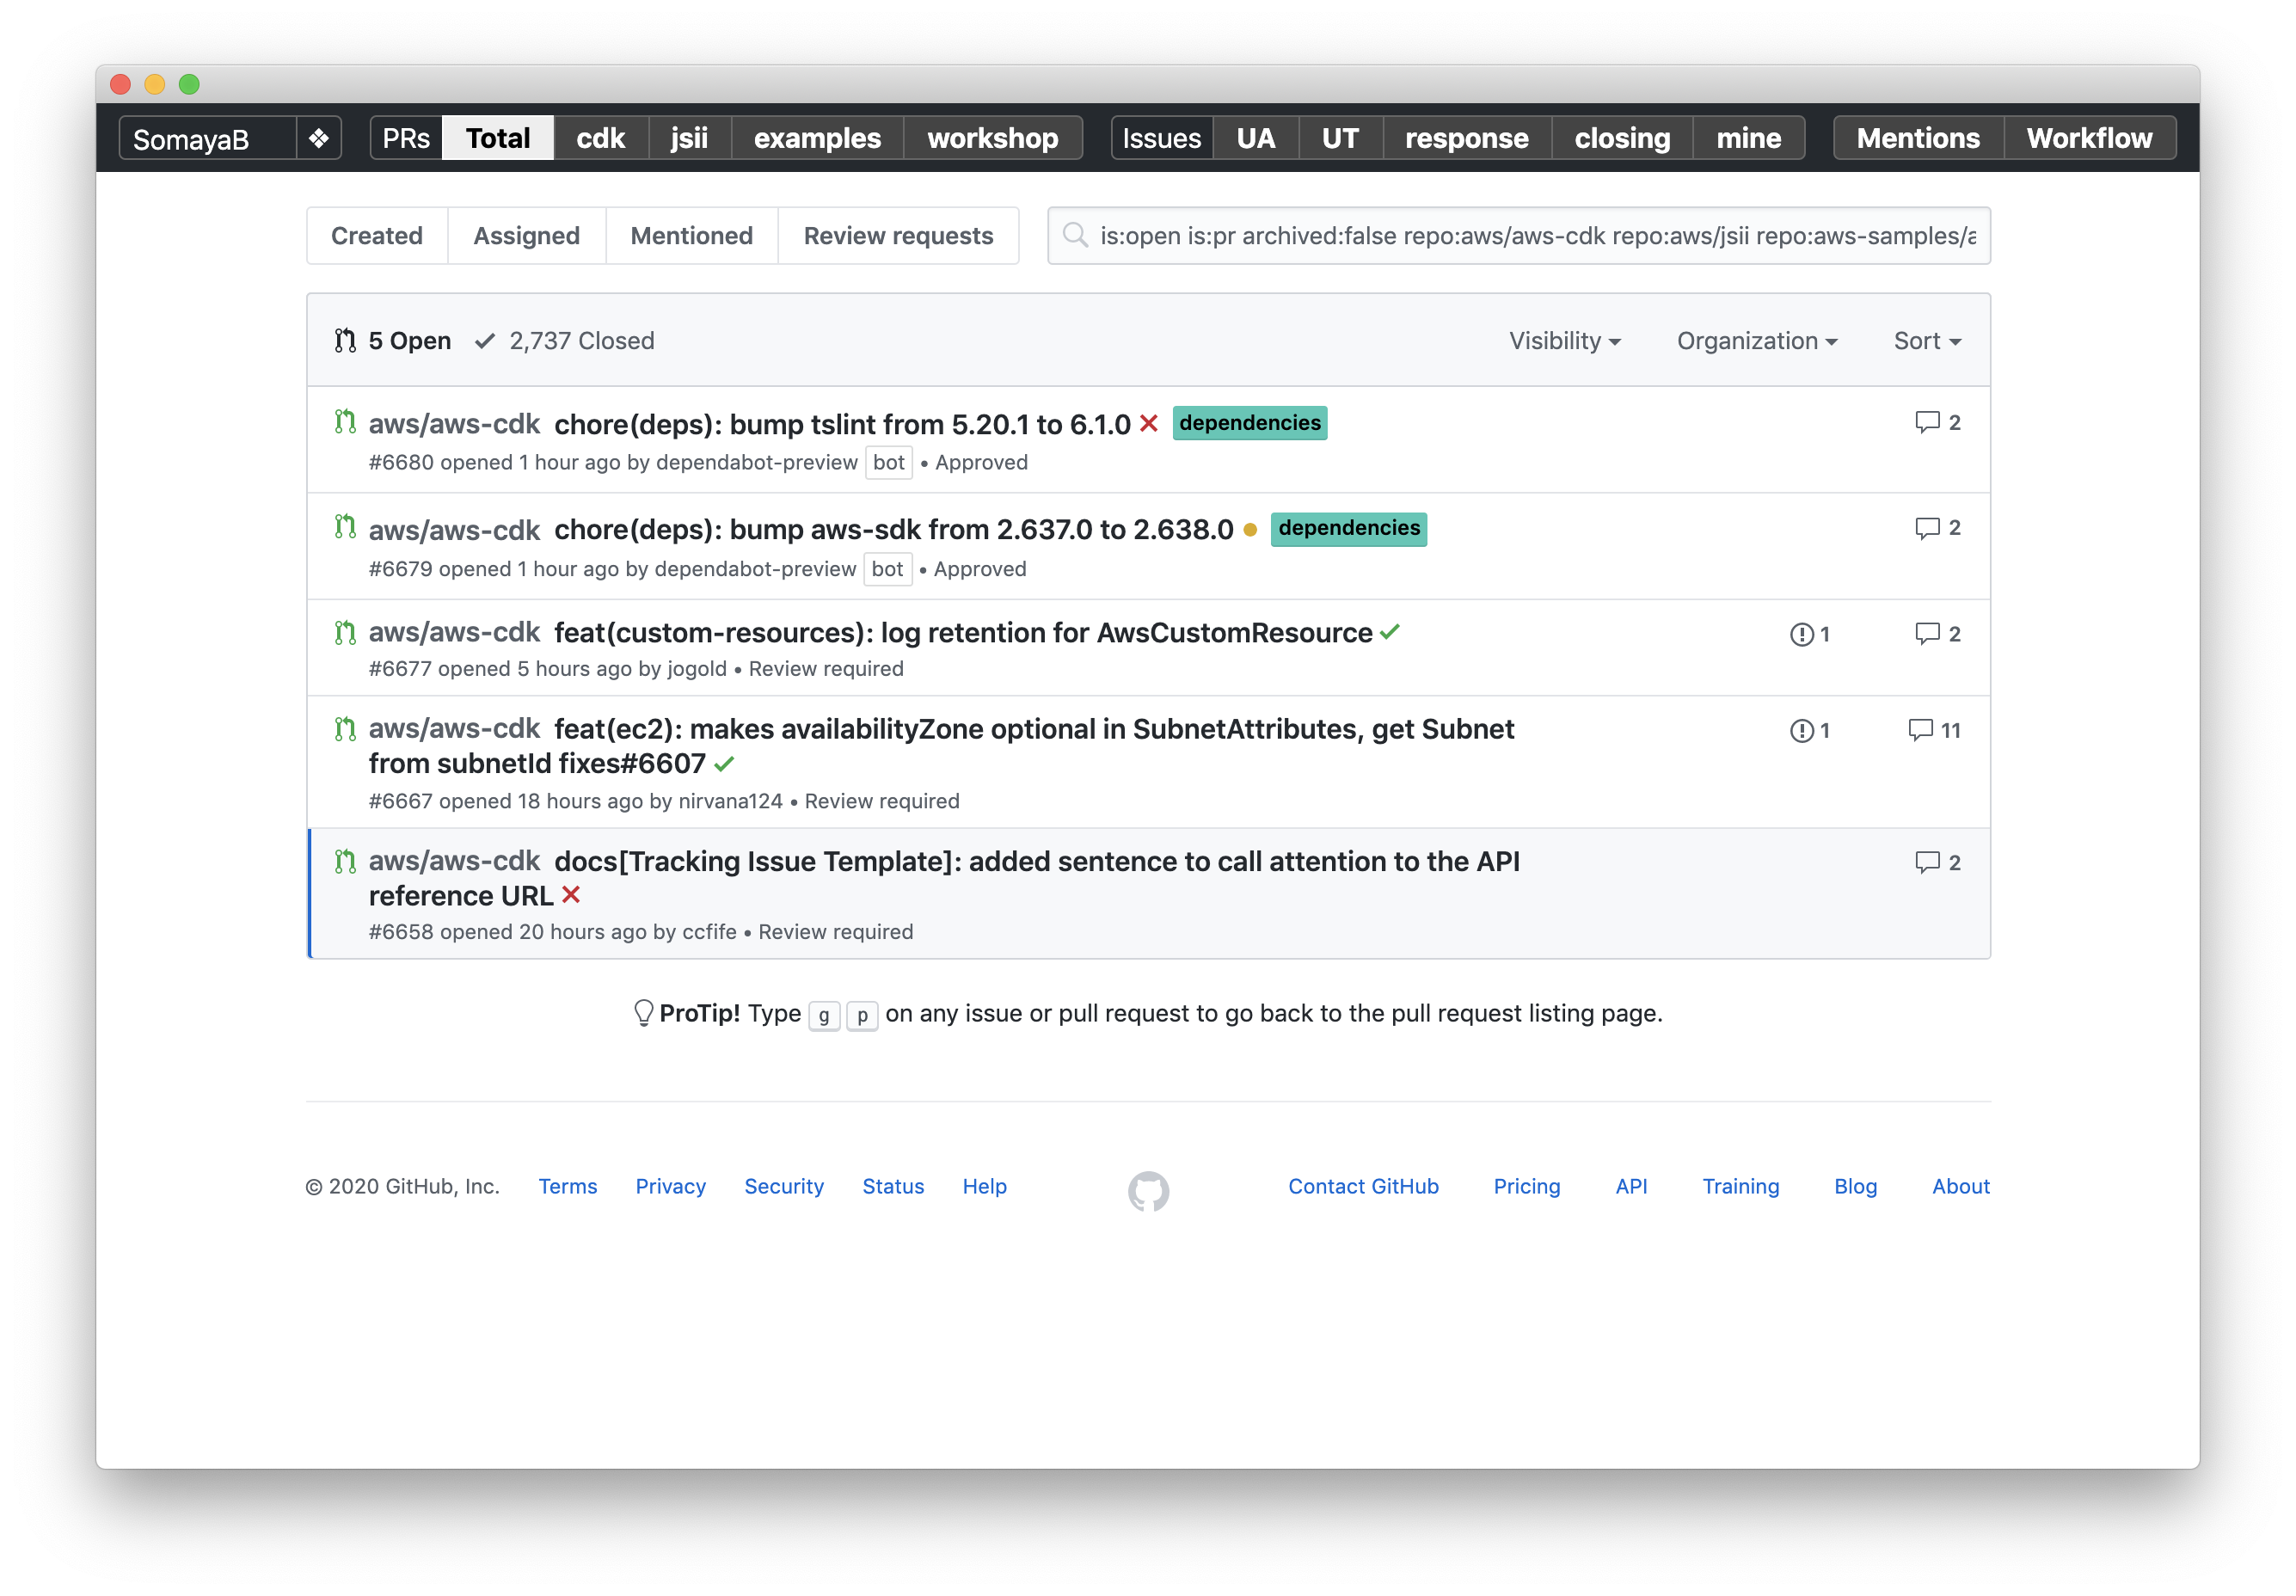 SomayaB ❖ PRs Total cdk jsii examples workshop Issues UA UT response closing mine Mentions Workflow
Created Assigned Mentioned Review requests is:open is:pr archived:false repo:aws/aws-cdk repo:aws/jsii repo:aws-samples/a
5 Open 2,737 Closed Visibility Organization Sort
aws/aws-cdk chore(deps): bump tslint from 5.20.1 to 6.1.0 dependencies 2
#6680 opened 1 hour ago by dependabot-preview bot • Approved
aws/aws-cdk chore(deps): bump aws-sdk from 2.637.0 to 2.638.0 dependencies 2
#6679 opened 1 hour ago by dependabot-preview bot • Approved
aws/aws-cdk feat(custom-resources): log retention for AwsCustomResource 1 2
#6677 opened 5 hours ago by jogold • Review required
aws/aws-cdk feat(ec2): makes availabilityZone optional in SubnetAttributes, get Subnet 1 11
from subnetId fixes#6607
#6667 opened 18 hours ago by nirvana124 • Review required
aws/aws-cdk docs[Tracking Issue Template]: added sentence to call attention to the API 2
reference URL
#6658 opened 20 hours ago by ccfife • Review required
ProTip! Type g p on any issue or pull request to go back to the pull request listing page.
© 2020 GitHub, Inc. Terms Privacy Security Status Help Contact GitHub Pricing API Training Blog About